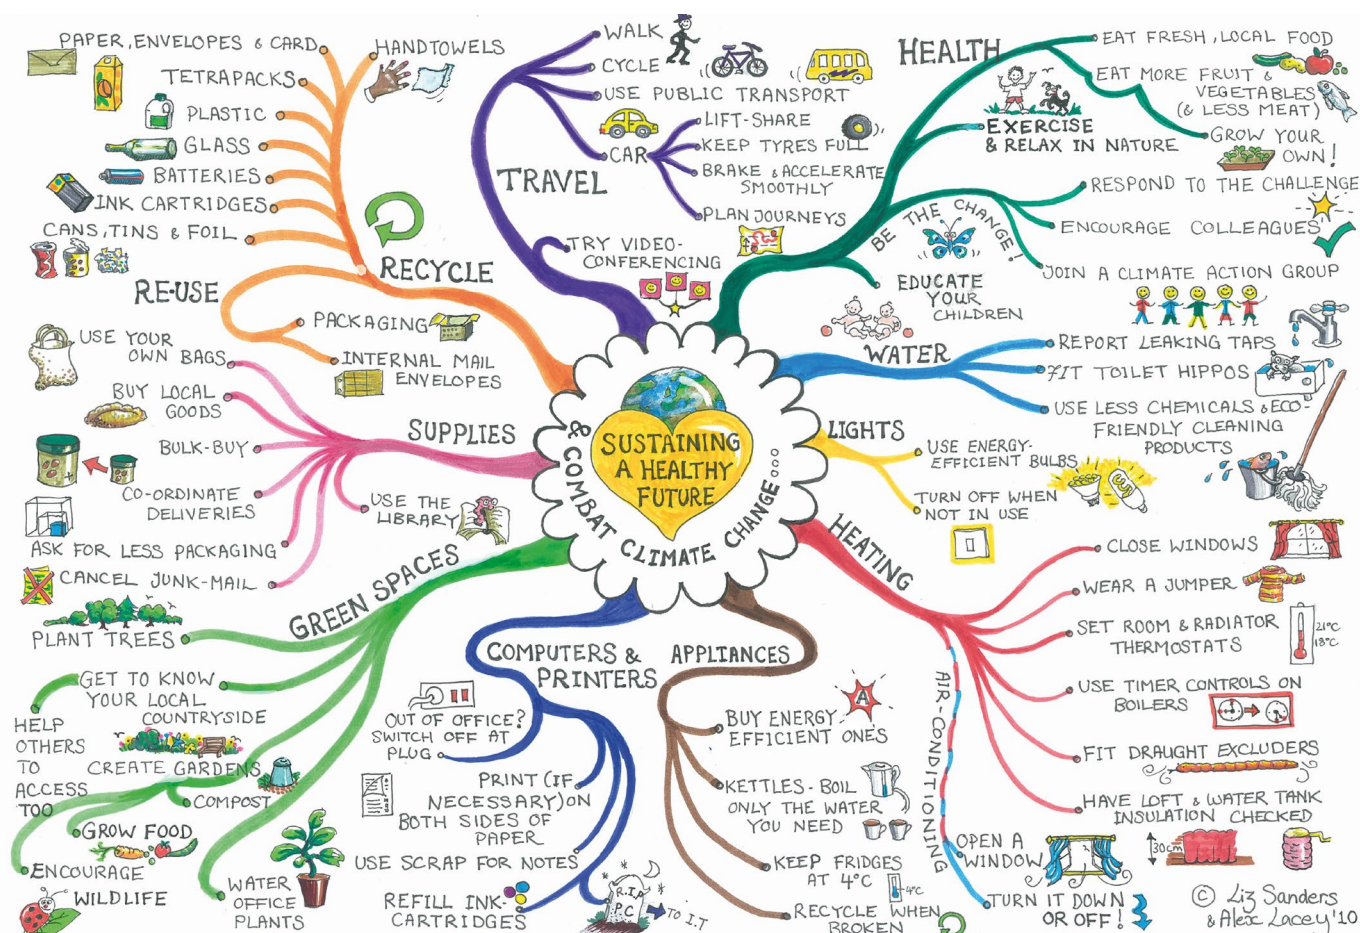 SUSTAINING
A HEALTHY
FUTURE
& COMBAT CLIMATE CHANGE....
HEALTH
EAT FRESH, LOCAL FOOD
EAT MORE FRUIT &
VEGETABLES
(& LESS MEAT)
GROW YOUR
OWN!
EXERCISE
& RELAX IN NATURE
BE THE CHANGE!
RESPOND TO THE CHALLENGE
ENCOURAGE COLLEAGUES
JOIN A CLIMATE ACTION GROUP
EDUCATE
YOUR
CHILDREN
WATER
REPORT LEAKING TAPS
FIT TOILET HIPPOS
USE LESS CHEMICALS & ECO-
FRIENDLY CLEANING
PRODUCTS
LIGHTS
USE ENERGY-
EFFICIENT BULBS
TURN OFF WHEN
NOT IN USE
HEATING
CLOSE WINDOWS
WEAR A JUMPER
SET ROOM & RADIATOR
THERMOSTATS
21°C
18°C
USE TIMER CONTROLS ON
BOILERS
FIT DRAUGHT EXCLUDERS
HAVE LOFT & WATER TANK
INSULATION CHECKED
30cm
AIR-CONDITIONING
OPEN A
WINDOW
TURN IT DOWN
OR OFF!
APPLIANCES
BUY ENERGY
EFFICIENT ONES
A
KETTLES - BOIL
ONLY THE WATER
YOU NEED
KEEP FRIDGES
AT 4°C
4°C
RECYCLE WHEN
BROKEN
COMPUTERS &
PRINTERS
OUT OF OFFICE?
SWITCH OFF AT
PLUG
PRINT (IF
NECESSARY) ON
BOTH SIDES OF
PAPER
USE SCRAP FOR NOTES
REFILL INK-
CARTRIDGES
R.I.P
P.C
TO I.T
GREEN SPACES
PLANT TREES
GET TO KNOW
YOUR LOCAL
COUNTRYSIDE
HELP
OTHERS
TO
ACCESS
TOO
CREATE GARDENS
COMPOST
GROW FOOD
ENCOURAGE
WILDLIFE
WATER
OFFICE
PLANTS
SUPPLIES
USE YOUR
OWN BAGS
BUY LOCAL
GOODS
BULK-BUY
CO-ORDINATE
DELIVERIES
ASK FOR LESS PACKAGING
CANCEL JUNK-MAIL
USE THE
LIBRARY
RECYCLE
PAPER, ENVELOPES & CARD
HANDTOWELS
TETRAPACKS
PLASTIC
GLASS
BATTERIES
INK CARTRIDGES
CANS, TINS & FOIL
RE-USE
PACKAGING
INTERNAL MAIL
ENVELOPES
TRAVEL
WALK
CYCLE
USE PUBLIC TRANSPORT
CAR
LIFT-SHARE
KEEP TYRES FULL
BRAKE & ACCELERATE
SMOOTHLY
PLAN JOURNEYS
TRY VIDEO-
CONFERENCING
© Liz Sanders
& Alex Lacey '10